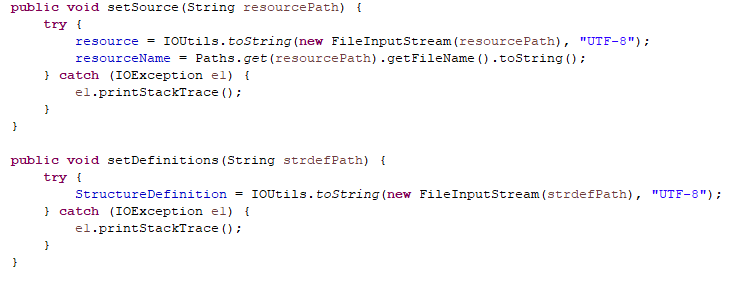 public void setSource(String resourcePath) {
    try {
        resource = IOUtils.toString(new FileInputStream(resourcePath), "UTF-8");
        resourceName = Paths.get(resourcePath).getFileName().toString();
    } catch (IOException e1) {
        e1.printStackTrace();
    }
}

public void setDefinitions(String strdefPath) {
    try {
        StructureDefinition = IOUtils.toString(new FileInputStream(strdefPath), "UTF-8");
    } catch (IOException e1) {
        e1.printStackTrace();
    }
}